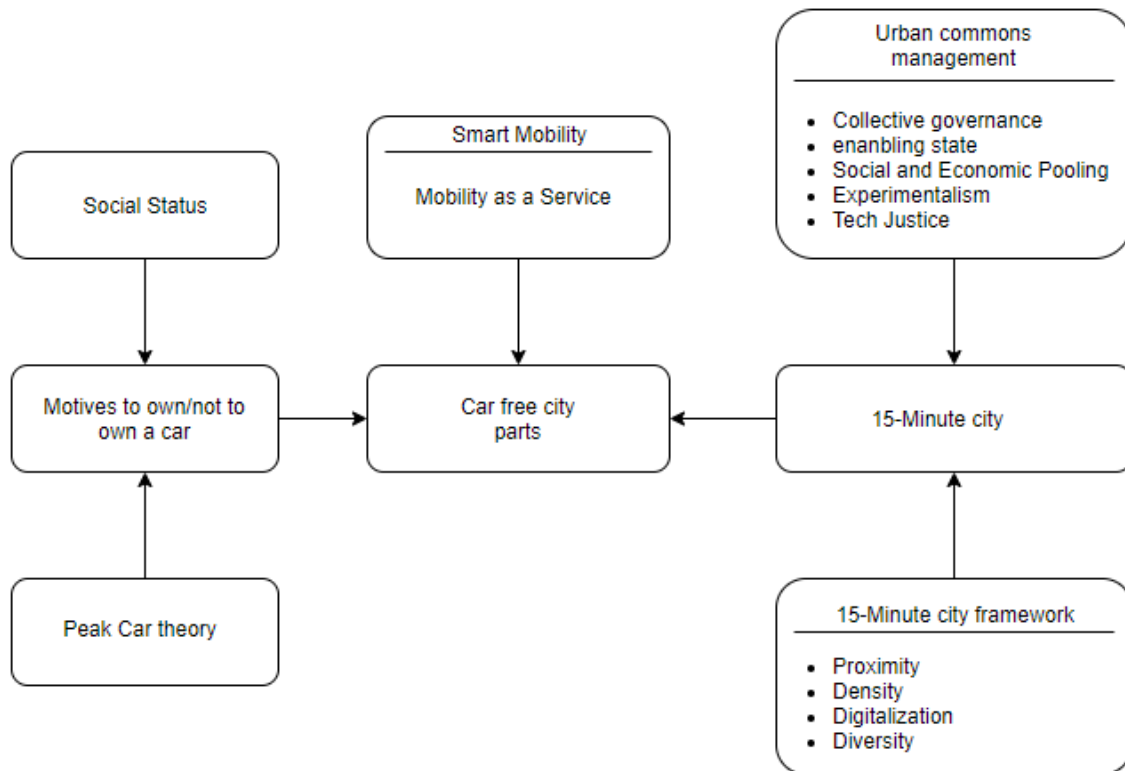 Urban commons
management
• Collective governance
• enanbling state
• Social and Economic Pooling
• Experimentalism
• Tech Justice
Smart Mobility
Mobility as a Service
Social Status
Motives to own/not to
own a car
Car free city
parts
15-Minute city
Peak Car theory
15-Minute city framework
• Proximity
• Density
• Digitalization
• Diversity